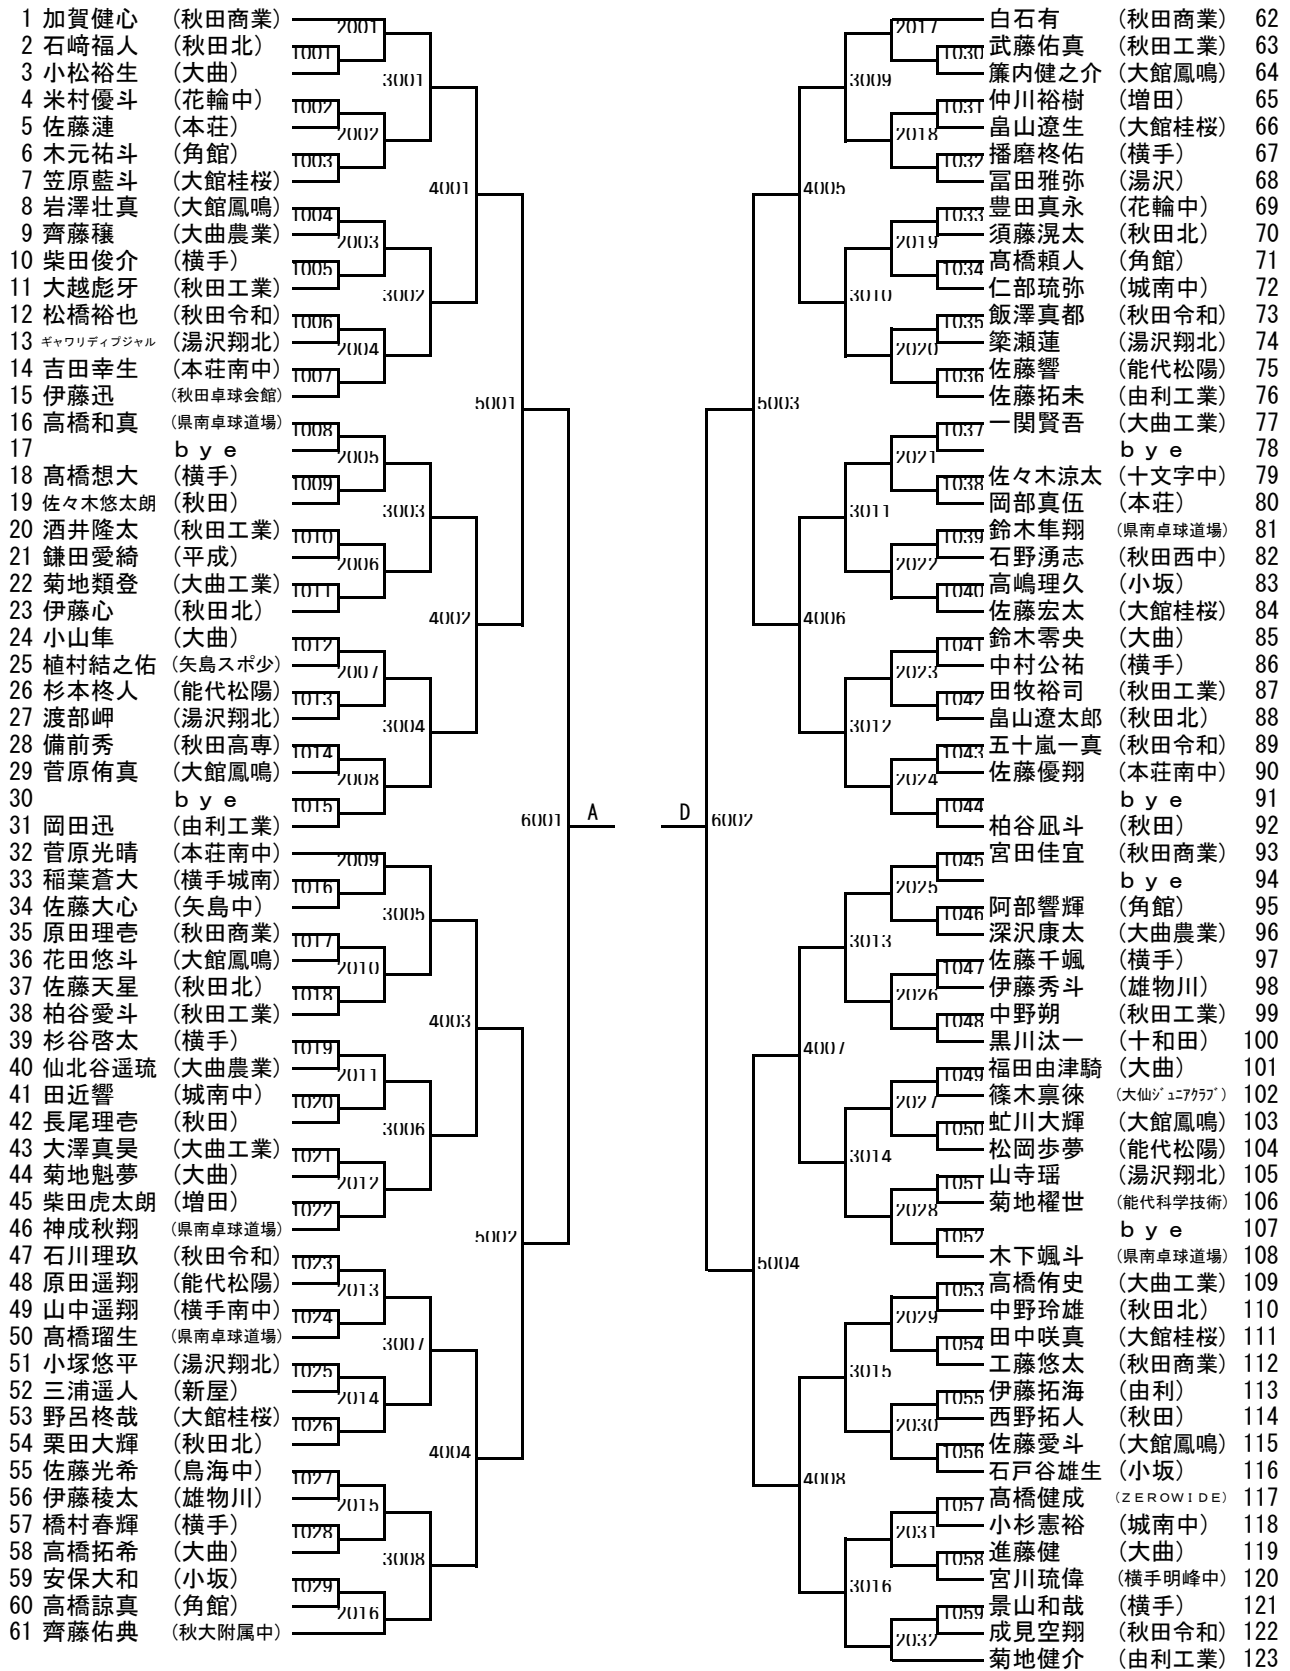 1 加賀健心 (秋田商業)
2 石﨑福人 (秋田北)
3 小松裕生 (大曲)
4 米村優斗 (花輪中)
5 佐藤漣 (本荘)
6 木元祐斗 (角館)
7 笠原藍斗 (大館桂桜)
8 岩澤壮真 (大館鳳鳴)
9 齊藤穣 (大曲農業)
10 柴田俊介 (横手)
11 大越彪牙 (秋田工業)
12 松橋裕也 (秋田令和)
13 ギャワリディプジャル (湯沢翔北)
14 吉田幸生 (本荘南中)
15 伊藤迅 (秋田卓球会館)
16 高橋和真 (県南卓球道場)
17 bye
18 髙橋想大 (横手)
19 佐々木悠太朗 (秋田)
20 酒井隆太 (秋田工業)
21 鎌田愛綺 (平成)
22 菊地類登 (大曲工業)
23 伊藤心 (秋田北)
24 小山隼 (大曲)
25 植村結之佑 (矢島スポ少)
26 杉本柊人 (能代松陽)
27 渡部岬 (湯沢翔北)
28 備前秀 (秋田高専)
29 菅原侑真 (大館鳳鳴)
30 bye
31 岡田迅 (由利工業)
32 菅原光晴 (本荘南中)
33 稲葉蒼大 (横手城南)
34 佐藤大心 (矢島中)
35 原田理壱 (秋田商業)
36 花田悠斗 (大館鳳鳴)
37 佐藤天星 (秋田北)
38 柏谷愛斗 (秋田工業)
39 杉谷啓太 (横手)
40 仙北谷遥琉 (大曲農業)
41 田近響 (城南中)
42 長尾理壱 (秋田)
43 大澤真昊 (大曲工業)
44 菊地魁夢 (大曲)
45 柴田虎太朗 (増田)
46 神成秋翔 (県南卓球道場)
47 石川理玖 (秋田令和)
48 原田遥翔 (能代松陽)
49 山中遥翔 (横手南中)
50 髙橋瑠生 (県南卓球道場)
51 小塚悠平 (湯沢翔北)
52 三浦遥人 (新屋)
53 野呂柊哉 (大館桂桜)
54 栗田大輝 (秋田北)
55 佐藤光希 (鳥海中)
56 伊藤稜太 (雄物川)
57 橋村春輝 (横手)
58 高橋拓希 (大曲)
59 安保大和 (小坂)
60 高橋諒真 (角館)
61 齊藤佑典 (秋大附属中)
1001
1002
1003
1004
1005
1006
1007
1008
1009
1010
1011
1012
1013
1014
1015
1016
1017
1018
1019
1020
1021
1022
1023
1024
1025
1026
1027
1028
1029
2001
2002
2003
2004
2005
2006
2007
2008
2009
2010
2011
2012
2013
2014
2015
2016
3001
3002
3003
3004
3005
3006
3007
3008
4001
4002
4003
4004
5001
5002
6001
A
D
6002
5003
5004
4005
4006
4007
4008
3009
3010
3011
3012
3013
3014
3015
3016
2017
2018
2019
2020
2021
2022
2023
2024
2025
2026
2027
2028
2029
2030
2031
2032
1030
1031
1032
1033
1034
1035
1036
1037
1038
1039
1040
1041
1042
1043
1044
1045
1046
1047
1048
1049
1050
1051
1052
1053
1054
1055
1056
1057
1058
1059
白石有 (秋田商業) 62
武藤佑真 (秋田工業) 63
簾内健之介 (大館鳳鳴) 64
仲川裕樹 (増田) 65
畠山遼生 (大館桂桜) 66
播磨柊佑 (横手) 67
冨田雅弥 (湯沢) 68
豊田真永 (花輪中) 69
須藤滉太 (秋田北) 70
髙橋頼人 (角館) 71
仁部琉弥 (城南中) 72
飯澤真都 (秋田令和) 73
簗瀬蓮 (湯沢翔北) 74
佐藤響 (能代松陽) 75
佐藤拓未 (由利工業) 76
一関賢吾 (大曲工業) 77
bye 78
佐々木涼太 (十文字中) 79
岡部真伍 (本荘) 80
鈴木隼翔 (県南卓球道場) 81
石野湧志 (秋田西中) 82
高嶋理久 (小坂) 83
佐藤宏太 (大館桂桜) 84
鈴木零央 (大曲) 85
中村公祐 (横手) 86
田牧裕司 (秋田工業) 87
畠山遼太郎 (秋田北) 88
五十嵐一真 (秋田令和) 89
佐藤優翔 (本荘南中) 90
bye 91
柏谷凪斗 (秋田) 92
宮田佳宜 (秋田商業) 93
bye 94
阿部響輝 (角館) 95
深沢康太 (大曲農業) 96
佐藤千颯 (横手) 97
伊藤秀斗 (雄物川) 98
中野朔 (秋田工業) 99
黒川汰一 (十和田) 100
福田由津騎 (大曲) 101
篠木禀徠 (大仙ジュニアクラブ) 102
虻川大輝 (大館鳳鳴) 103
松岡歩夢 (能代松陽) 104
山寺瑶 (湯沢翔北) 105
菊地櫂世 (能代科学技術) 106
bye 107
木下颯斗 (県南卓球道場) 108
高橋侑史 (大曲工業) 109
中野玲雄 (秋田北) 110
田中咲真 (大館桂桜) 111
工藤悠太 (秋田商業) 112
伊藤拓海 (由利) 113
西野拓人 (秋田) 114
佐藤愛斗 (大館鳳鳴) 115
石戸谷雄生 (小坂) 116
髙橋健成 (ZEROWIDE) 117
小杉憲裕 (城南中) 118
進藤健 (大曲) 119
宮川琉偉 (横手明峰中) 120
景山和哉 (横手) 121
成見空翔 (秋田令和) 122
菊地健介 (由利工業) 123